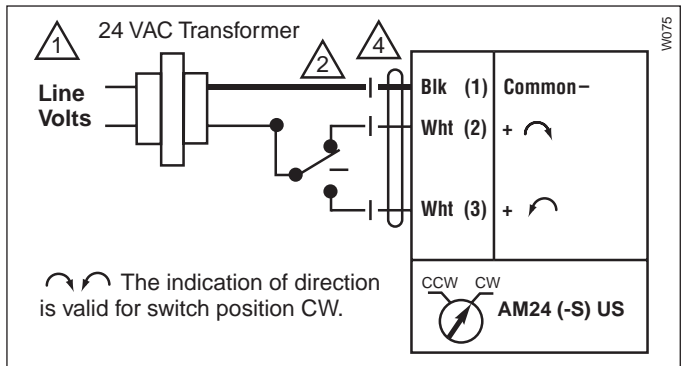 1 24 VAC Transformer
2
4
W075
Line
Volts
Blk (1) Common –
Wht (2) +
Wht (3) +
The indication of direction
is valid for switch position CW.
CCW CW
AM24 (-S) US